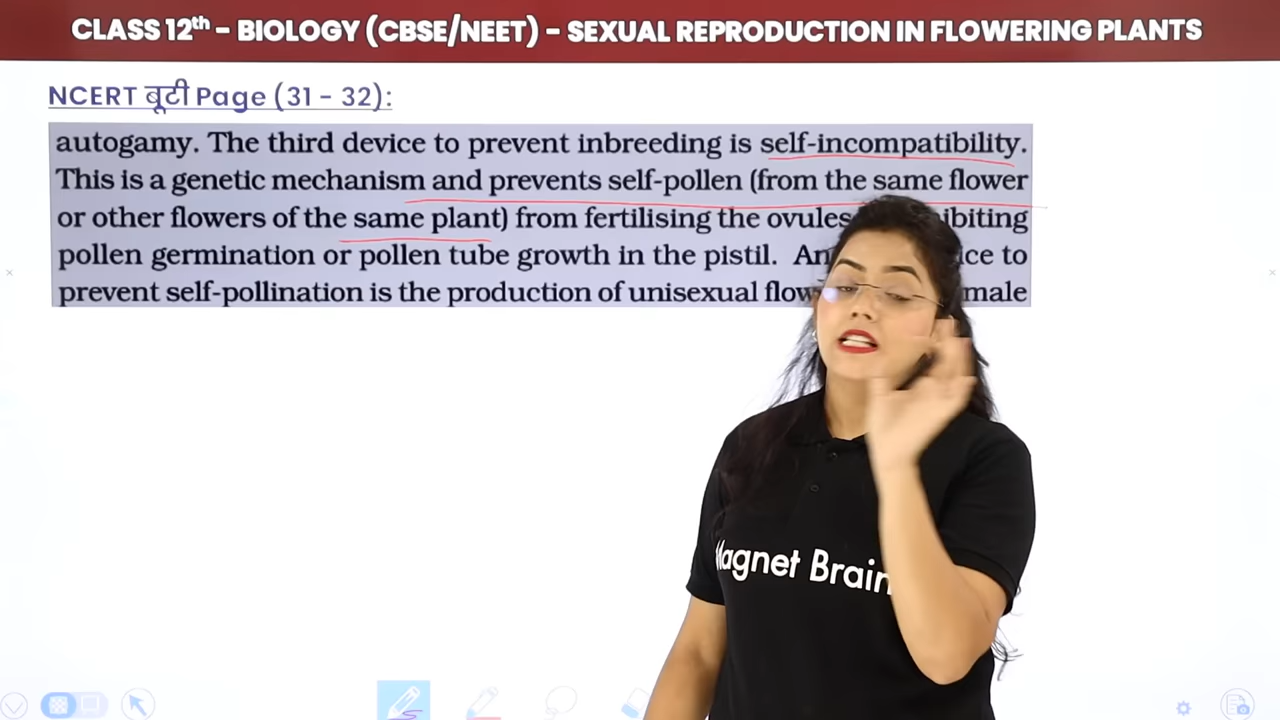 CLASS 12th - BIOLOGY (CBSE/NEET) - SEXUAL REPRODUCTION IN FLOWERING PLANTS
NCERT बूटी Page (31 - 32):
autogamy. The third device to prevent inbreeding is self-incompatibility.
This is a genetic mechanism and prevents self-pollen (from the same flower
or other flowers of the same plant) from fertilising the ovules
pollen germination or pollen tube growth in the pistil. to
prevent self-pollination is the production of unisexual male
Magnet Brain